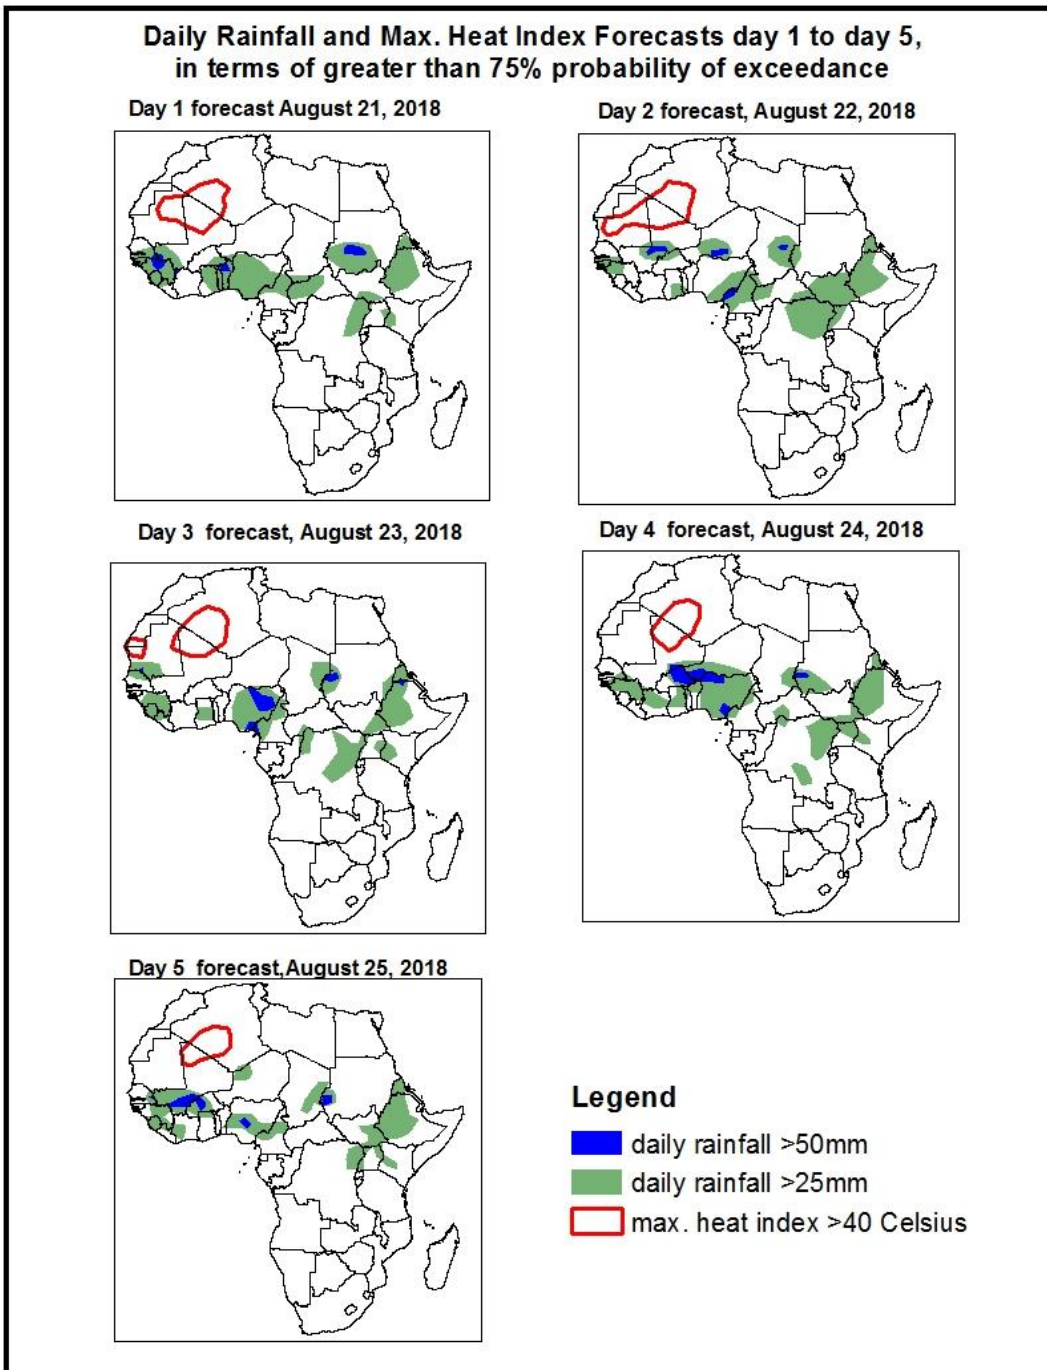 Daily Rainfall and Max. Heat Index Forecasts day 1 to day 5,
in terms of greater than 75% probability of exceedance
Day 1 forecast August 21, 2018
Day 2 forecast, August 22, 2018
Day 3 forecast, August 23, 2018
Day 4 forecast, August 24, 2018
Day 5 forecast,August 25, 2018
Legend
daily rainfall >50mm
daily rainfall >25mm
max. heat index >40 Celsius